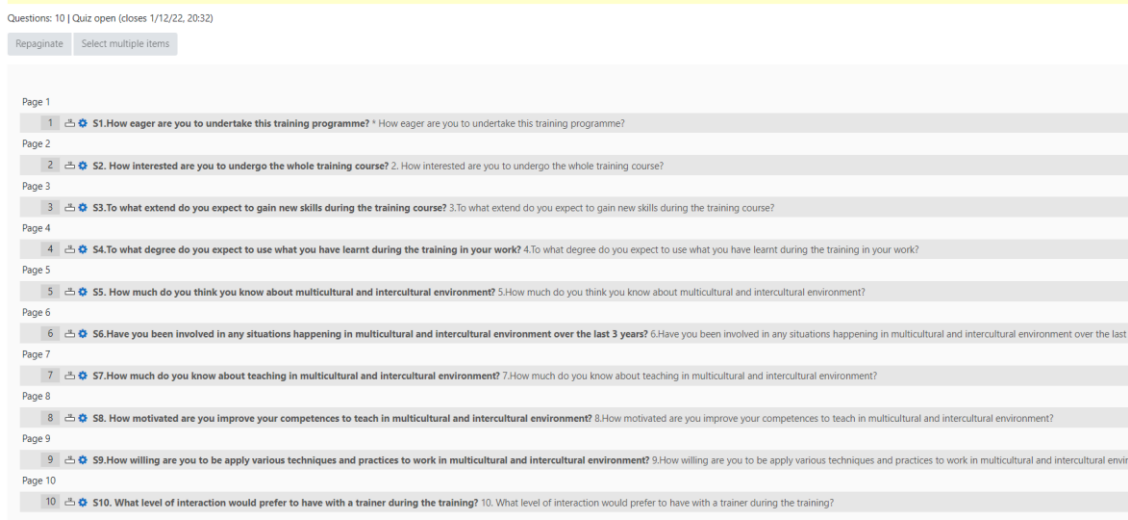 Questions: 10 | Quiz open (closes 1/12/22, 20:32)
Repaginate Select multiple items
Page 1
1 S1.How eager are you to undertake this training programme? * How eager are you to undertake this training programme?
Page 2
2 S2. How interested are you to undergo the whole training course? 2. How interested are you to undergo the whole training course?
Page 3
3 S3.To what extend do you expect to gain new skills during the training course? 3.To what extend do you expect to gain new skills during the training course?
Page 4
4 S4.To what degree do you expect to use what you have learnt during the training in your work? 4.To what degree do you expect to use what you have learnt during the training in your work?
Page 5
5 S5. How much do you think you know about multicultural and intercultural environment? 5.How much do you think you know about multicultural and intercultural environment?
Page 6
6 S6.Have you been involved in any situations happening in multicultural and intercultural environment over the last 3 years? 6.Have you been involved in any situations happening in multicultural and intercultural environment over the last
Page 7
7 S7.How much do you know about teaching in multicultural and intercultural environment? 7.How much do you know about teaching in multicultural and intercultural environment?
Page 8
8 S8. How motivated are you improve your competences to teach in multicultural and intercultural environment? 8.How motivated are you improve your competences to teach in multicultural and intercultural environment?
Page 9
9 S9.How willing are you to be apply various techniques and practices to work in multicultural and intercultural environment? 9.How willing are you to be apply various techniques and practices to work in multicultural and intercultural envir
Page 10
10 S10. What level of interaction would prefer to have with a trainer during the training? 10. What level of interaction would prefer to have with a trainer during the training?